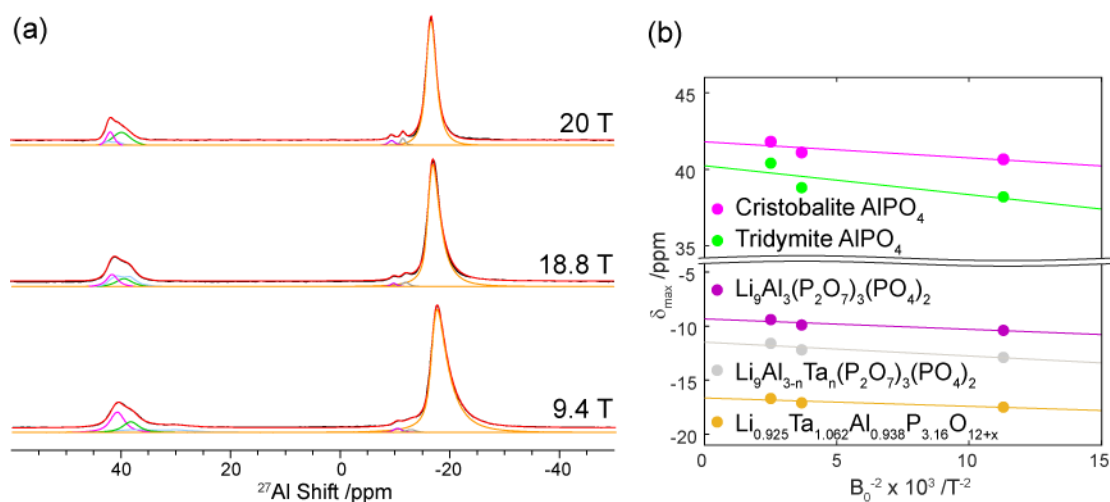 (a)
20 T
18.8 T
9.4 T
40 20 0 -20 -40
²⁷Al Shift /ppm
(b)
45
40
35
-5
-10
-15
-20
δmax /ppm
Cristobalite AlPO₄
Tridymite AlPO₄
Li₉Al₃(P₂O₇)₃(PO₄)₂
Li₉Al₃₋ₙTaₙ(P₂O₇)₃(PO₄)₂
Li₀.₉₂₅Ta₁.₀₆₂Al₀.₉₃₈P₃.₁₆O₁₂₊ₓ
0 5 10 15
B₀⁻² x 10³ /T⁻²